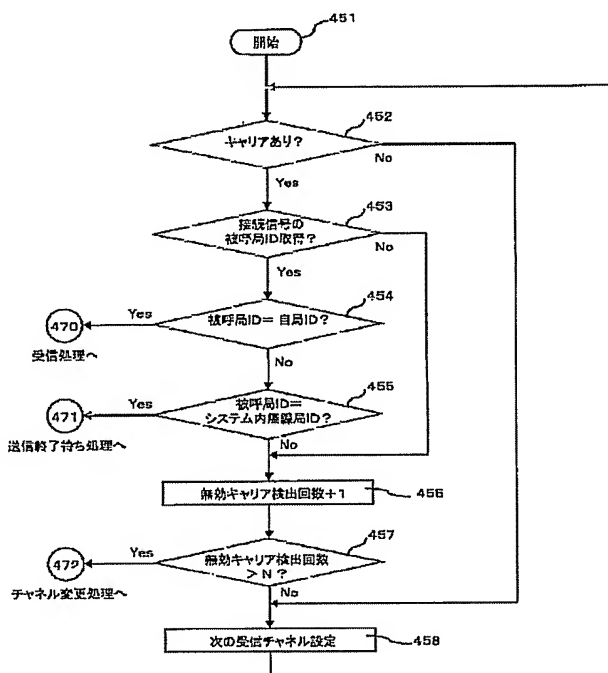 開始
451
キャリアあり?
452
No
Yes
接続信号の
被呼局ID取得?
453
No
Yes
被呼局ID= 自局ID?
454
Yes
470
受信処理へ
No
被呼局ID=
システム内無線局ID?
455
Yes
471
送信終了待ち処理へ
No
無効キャリア検出回数+1
456
無効キャリア検出回数
> N ?
457
Yes
472
チャネル変更処理へ
No
次の受信チャネル設定
458